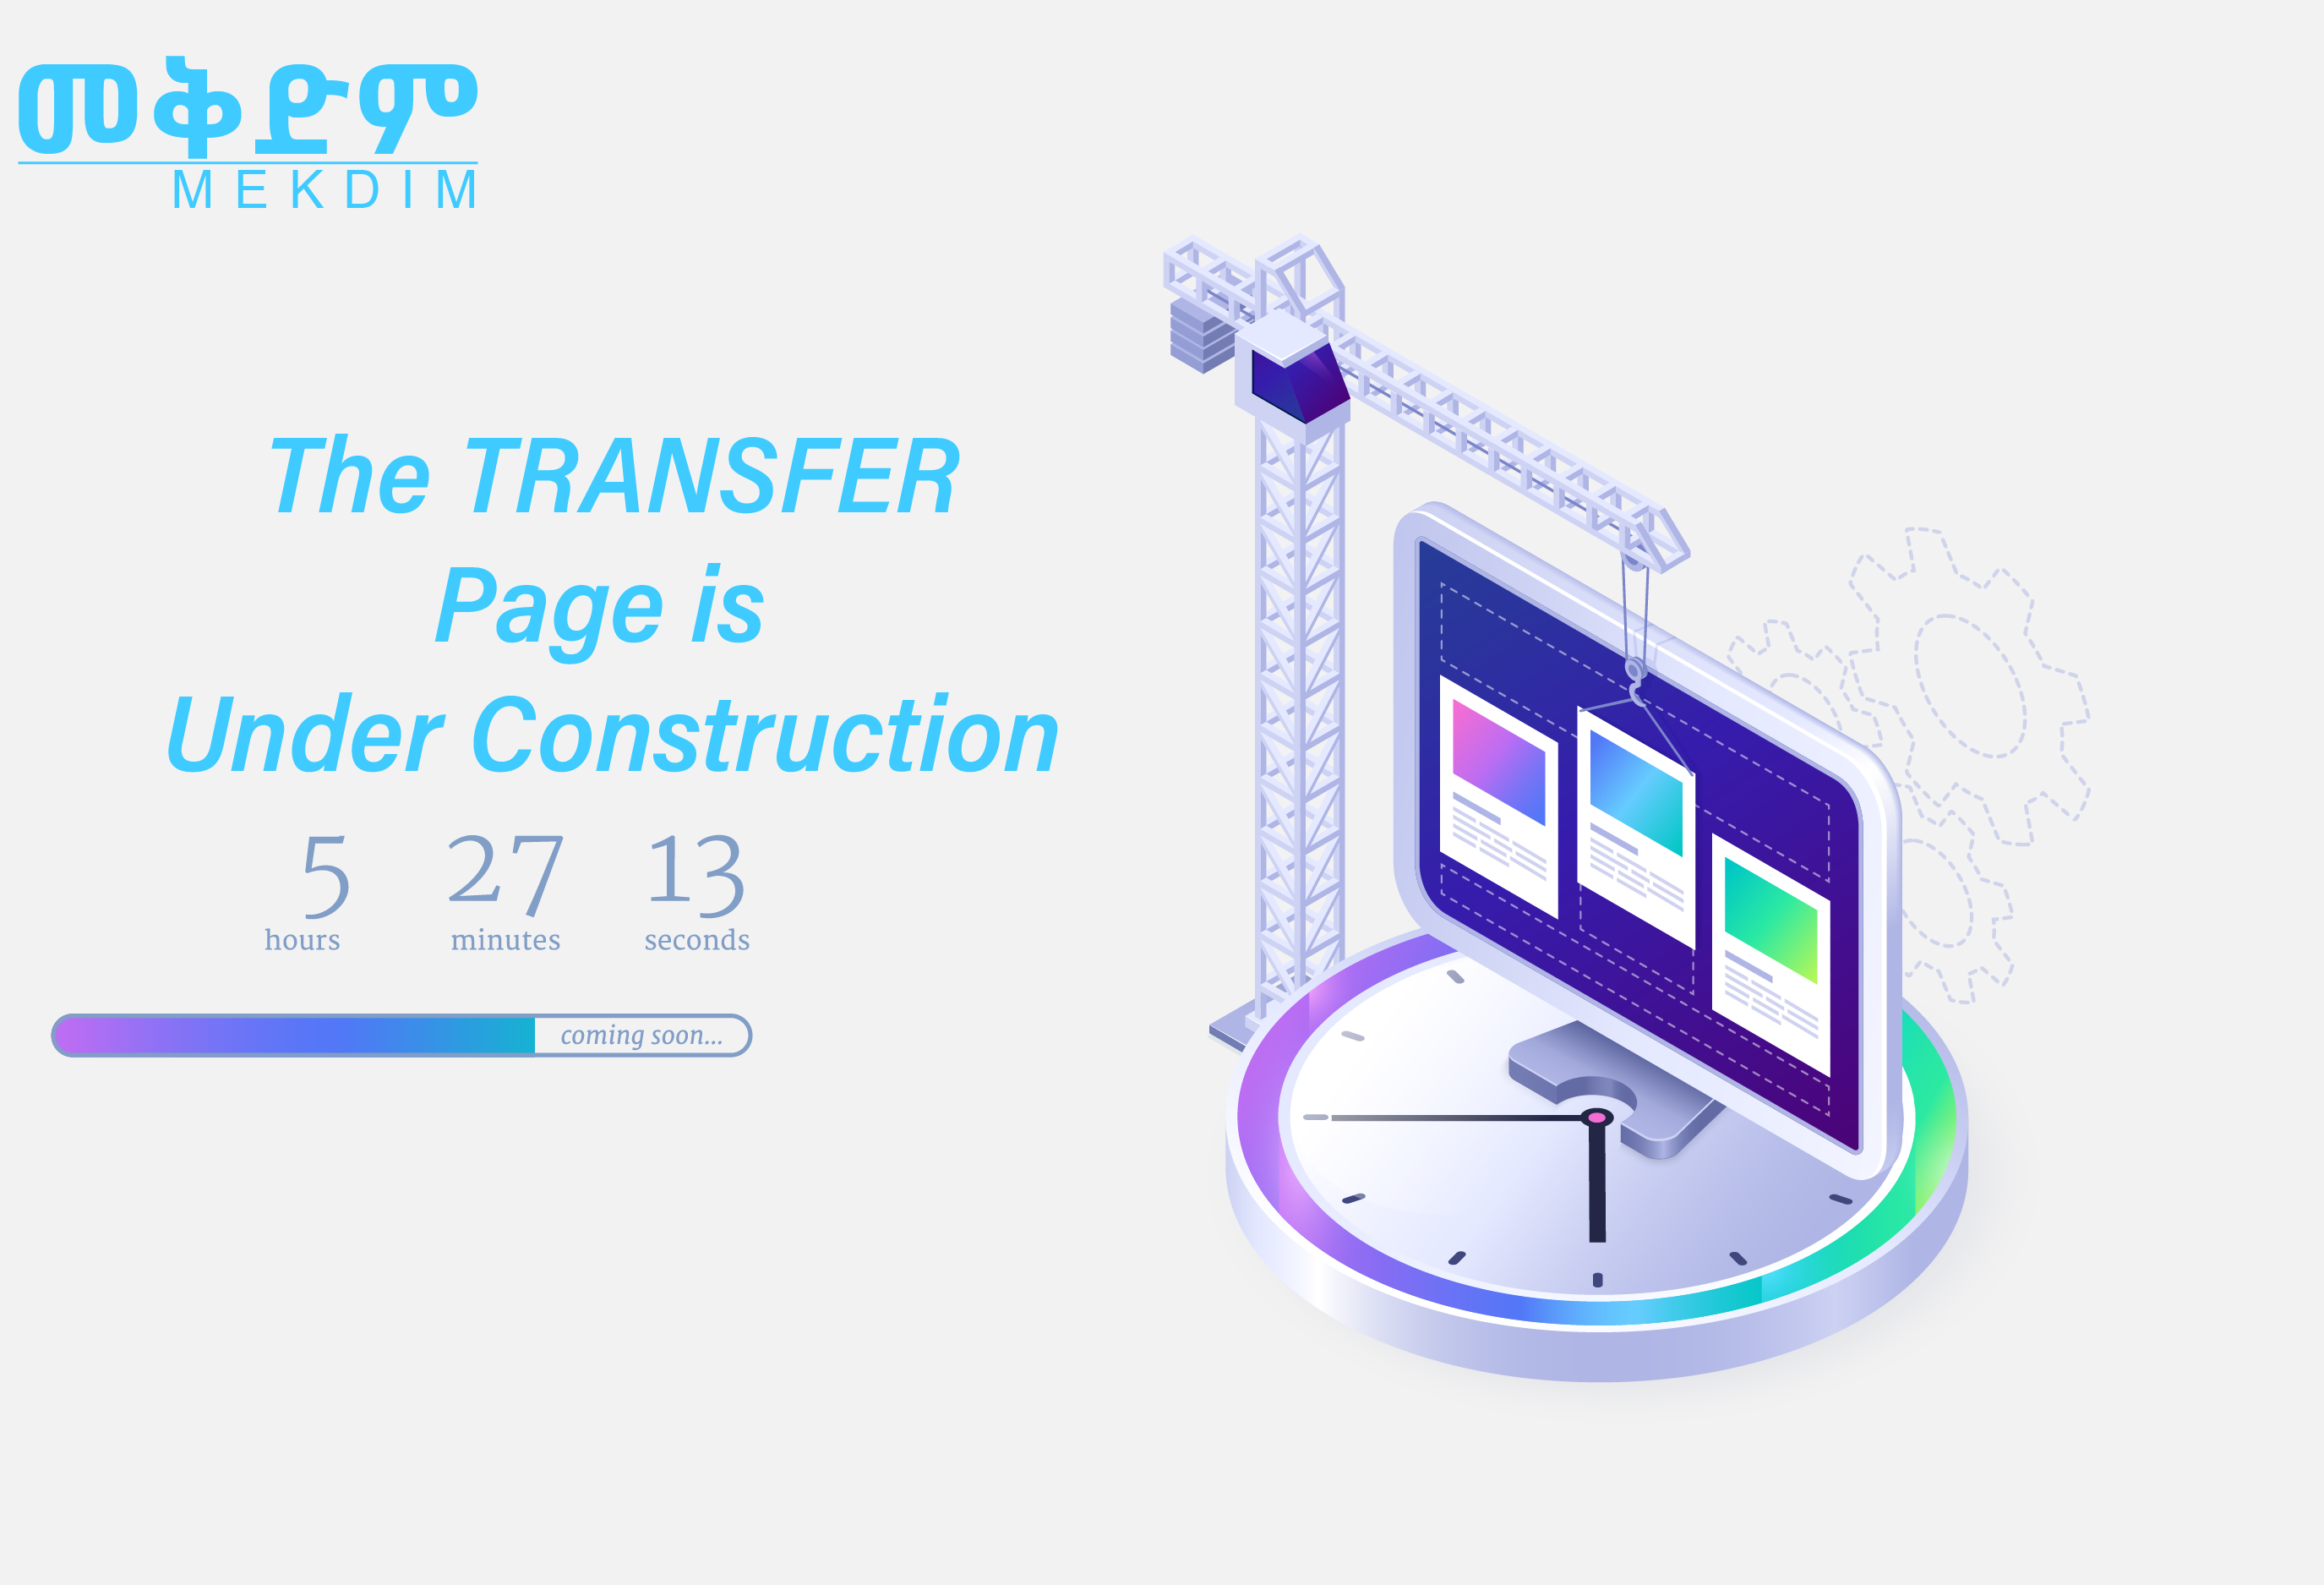 መቅድም
MEKDIM
The TRANSFER
Page is
Under Construction
5 27 13
hours minutes seconds
coming soon...